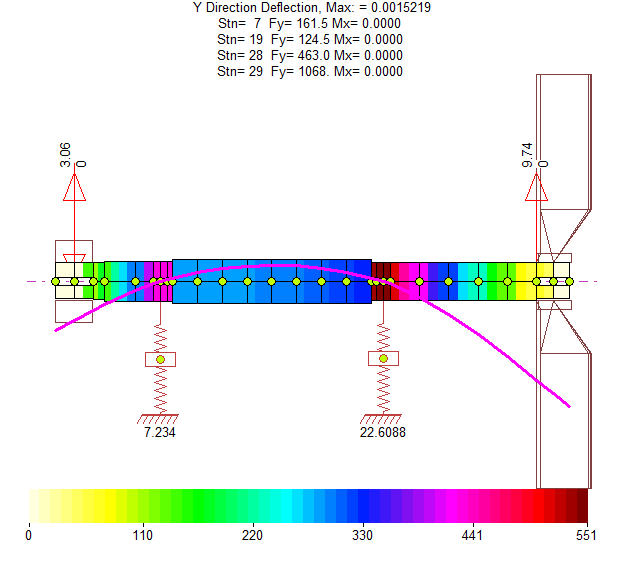 Y Direction Deflection, Max: = 0.0015219
Stn= 7 Fy= 161.5 Mx= 0.0000
Stn= 19 Fy= 124.5 Mx= 0.0000
Stn= 28 Fy= 463.0 Mx= 0.0000
Stn= 29 Fy= 1068. Mx= 0.0000
3.06
0
9.74
0
7.234
22.6088
0 110 220 330 441 551